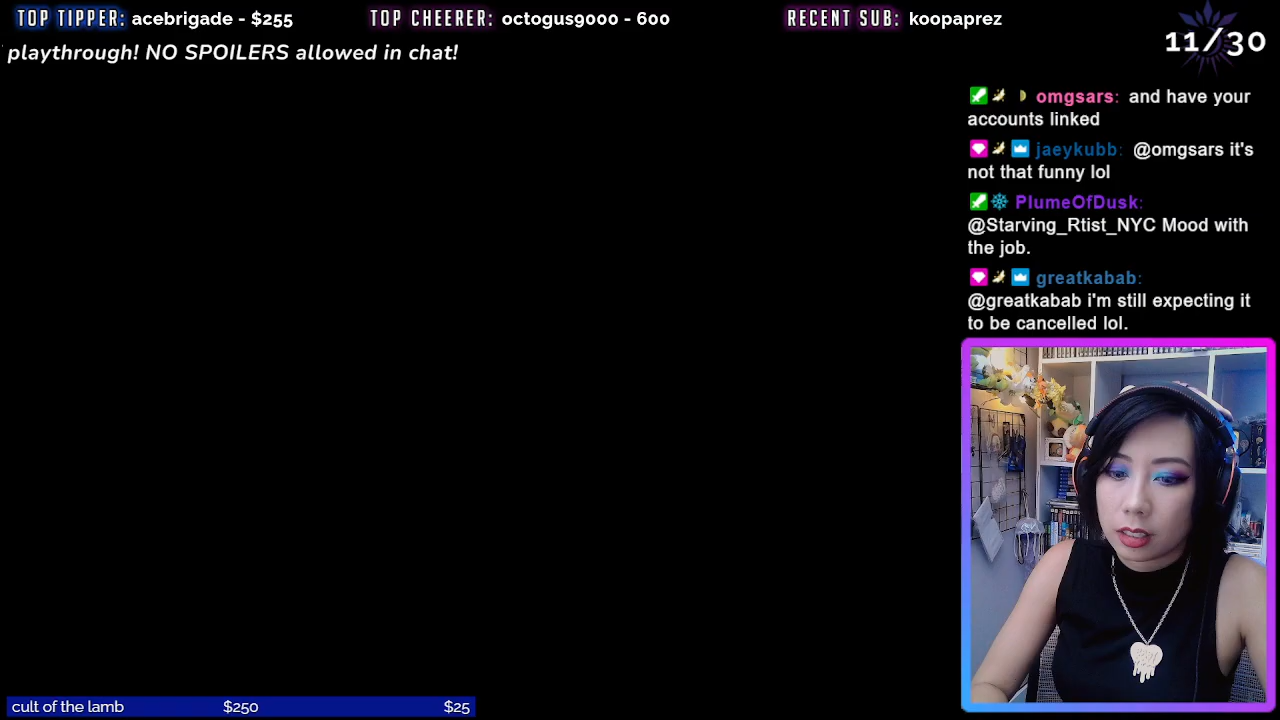 TOP TIPPER: acebrigade - $255
TOP CHEERER: octogus9000 - 600
RECENT SUB: koopaprez
playthrough! NO SPOILERS allowed in chat!
11/30
omgsars: and have your
accounts linked
jaeykubb: @omgsars it's
not that funny lol
PlumeOfDusk:
@Starving_Rtist_NYC Mood with
the job.
greatkabab:
@greatkabab i'm still expecting it
to be cancelled lol.
cult of the lamb $250 $25